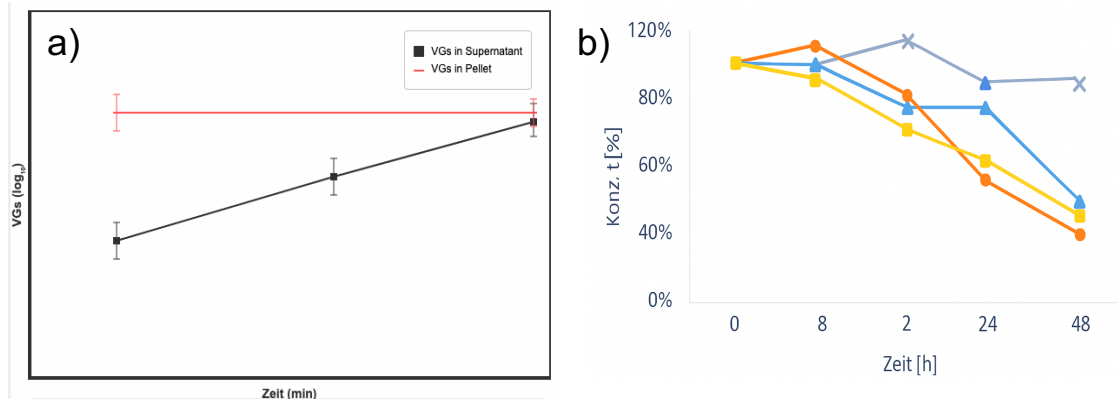 a)
VGs in Supernatant
VGs in Pellet
VGs (log₁₀)
Zeit (min)
b)
120%
80%
60%
40%
0%
Konz. t [%]
0 8 2 24 48
Zeit [h]